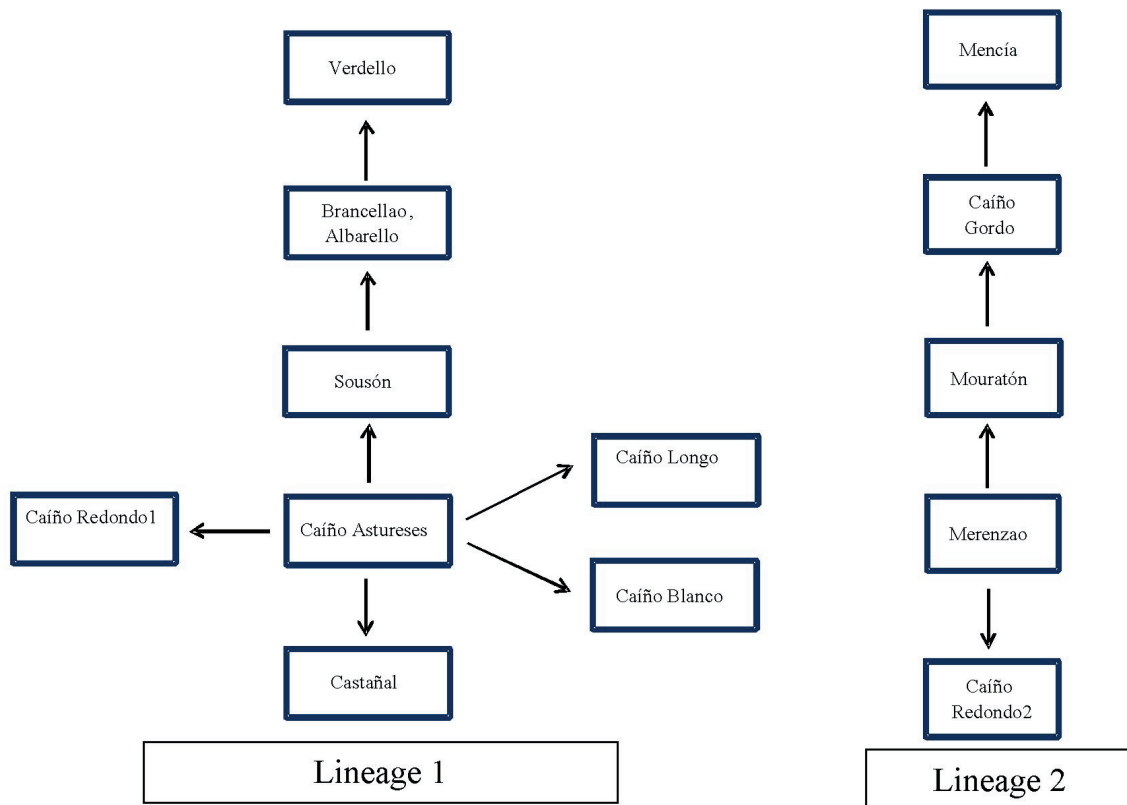 Verdello
Brancellao,
Albarello
Sousón
Caíño Redondo1
Caíño Astureses
Caíño Longo
Caíño Blanco
Castañal
Lineage 1
Mencía
Caíño
Gordo
Mouratón
Merenzao
Caíño
Redondo2
Lineage 2